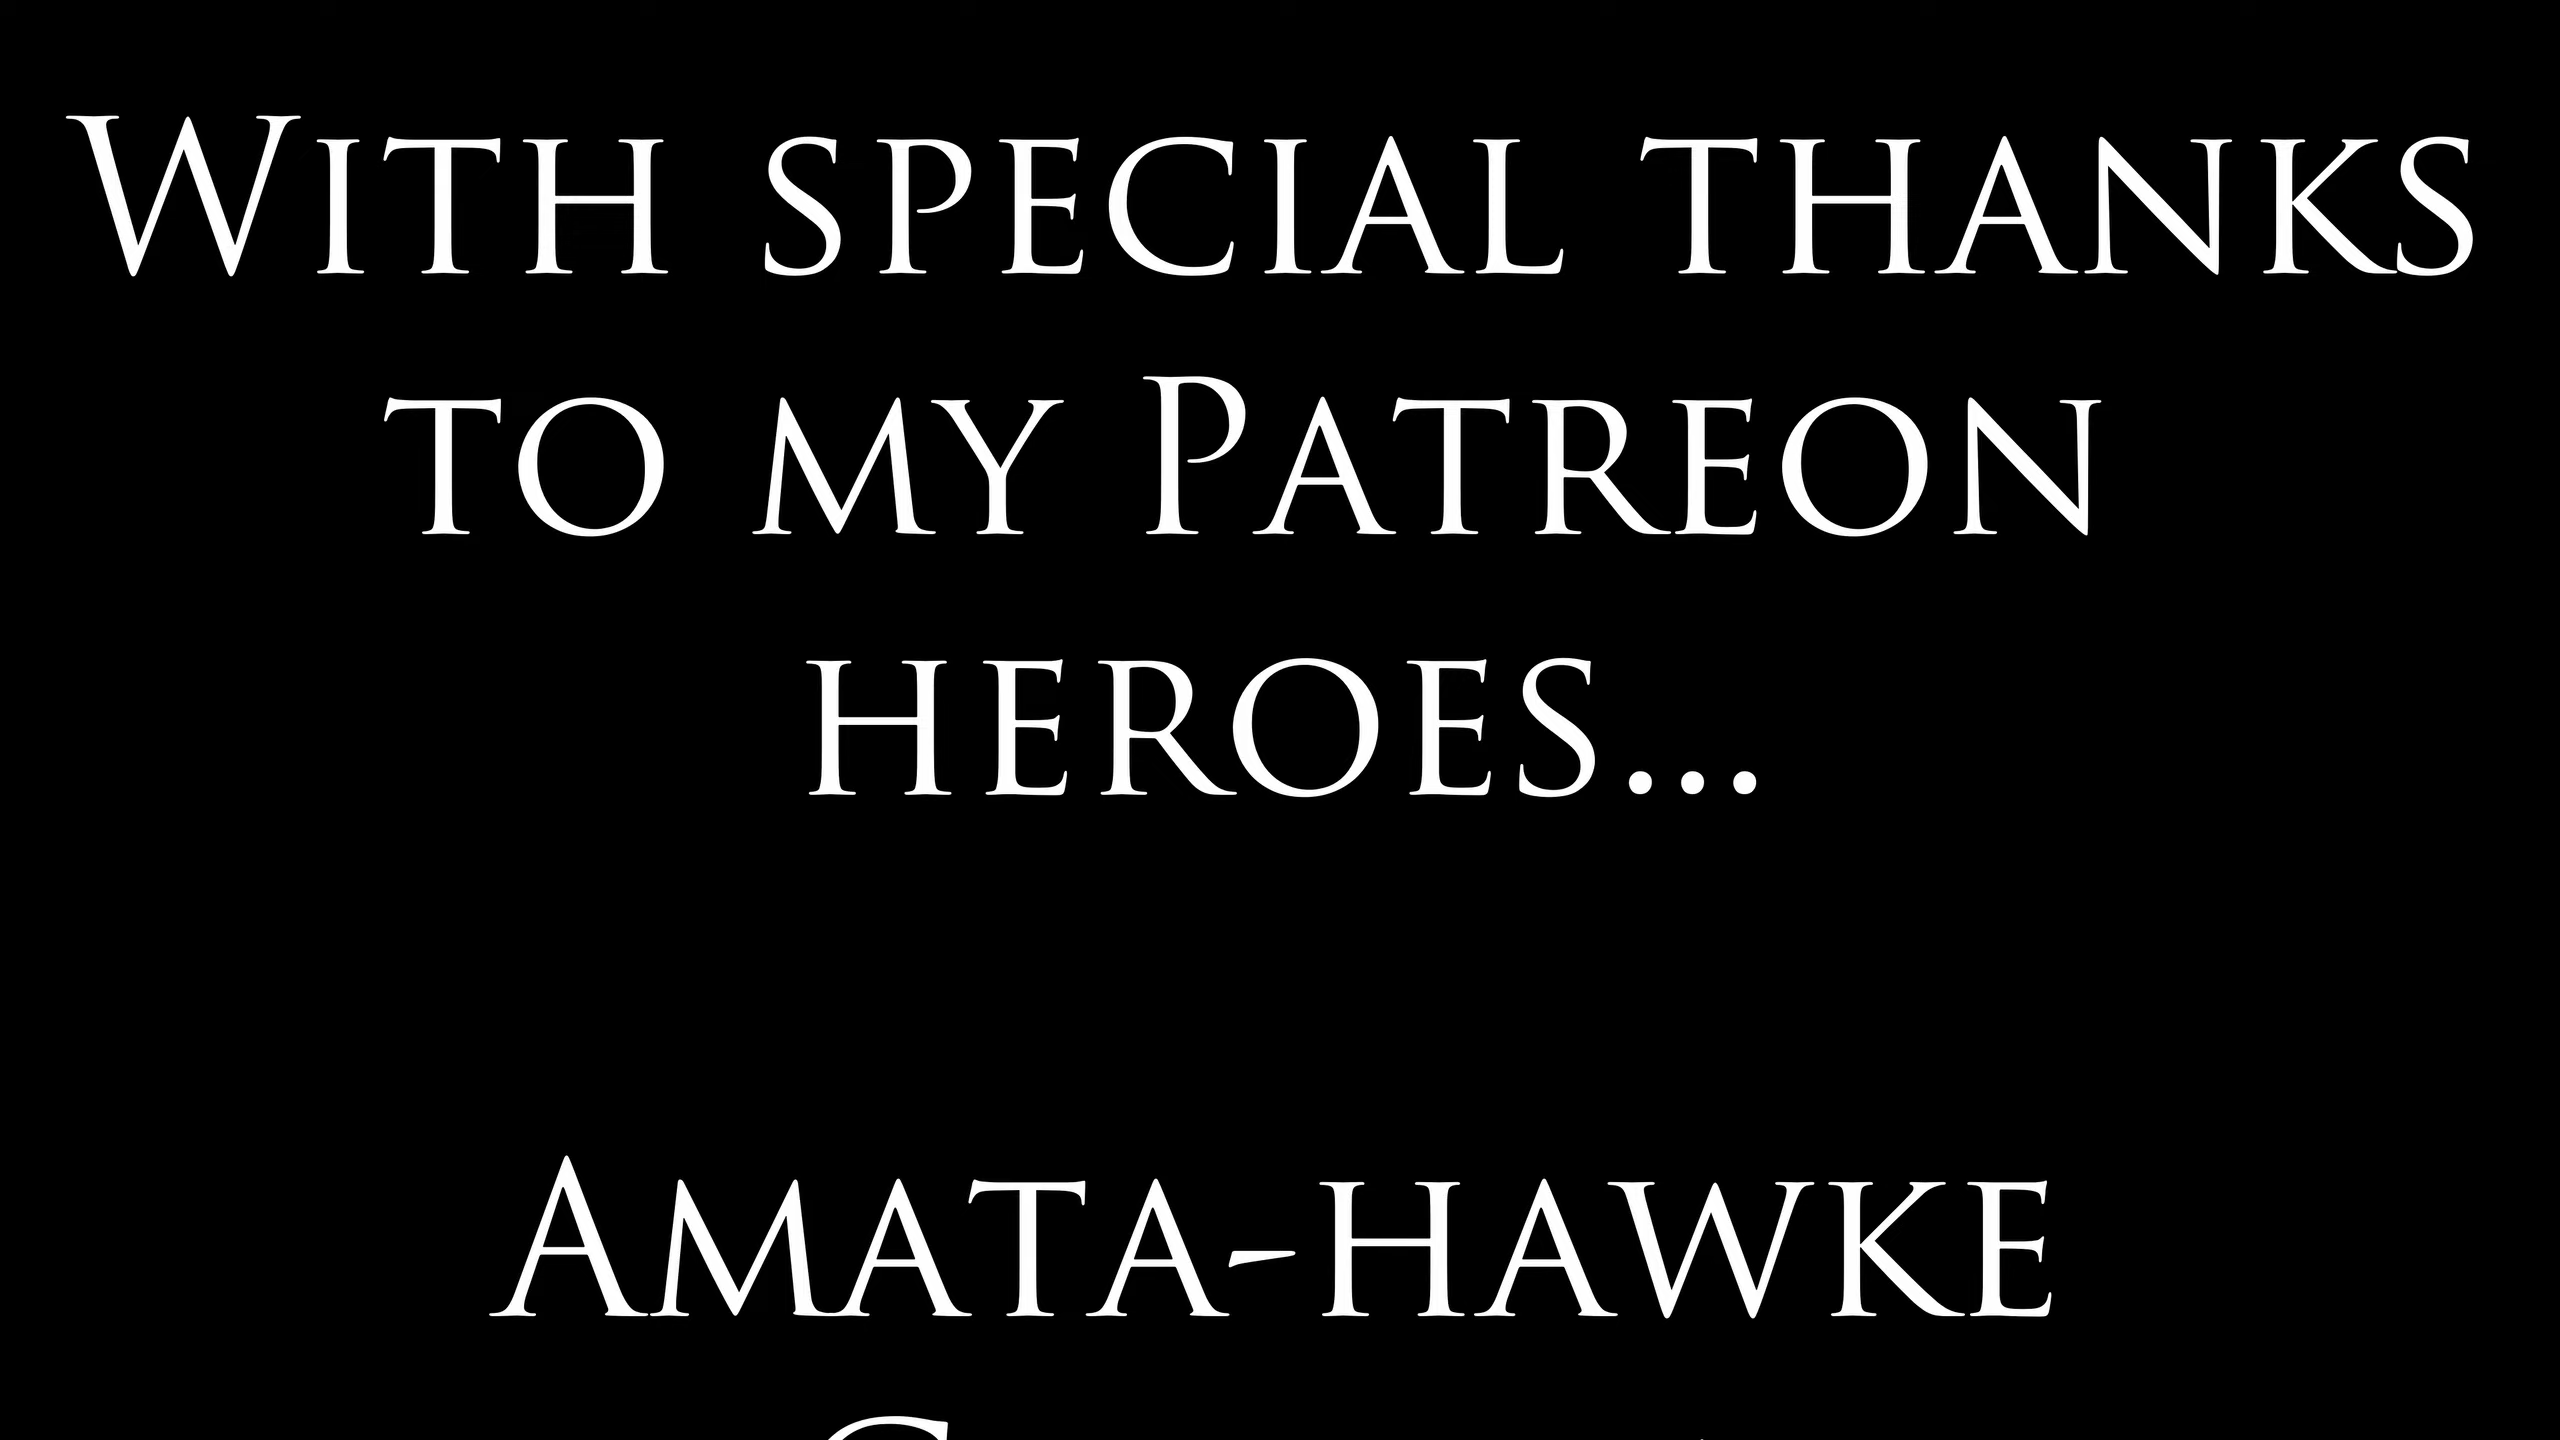 With special thanks
to my Patreon
heroes...
Amata-hawke